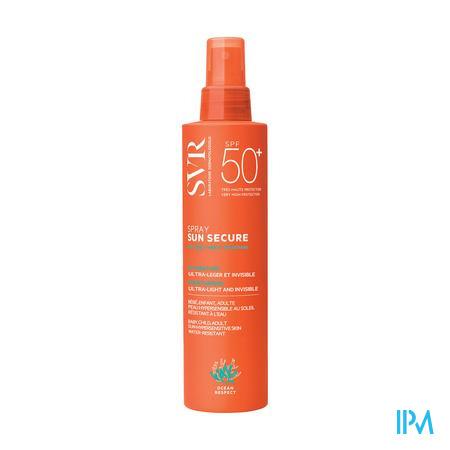 SVR
LABORATOIRE DERMATOLOGIQUE
SPF
50+
TRÈS HAUTE PROTECTION
VERY HIGH PROTECTION
SPRAY
SUN SECURE
ULTRA-LÉGER ET INVISIBLE
ULTRA-LIGHT AND INVISIBLE
BÉBÉ, ENFANT, ADULTE
PEAU HYPERSENSIBLE AU SOLEIL
RÉSISTANT À L'EAU
BABY, CHILD, ADULT
SUN HYPERSENSITIVE SKIN
WATER-RESISTANT
OCEAN
RESPECT
IPM